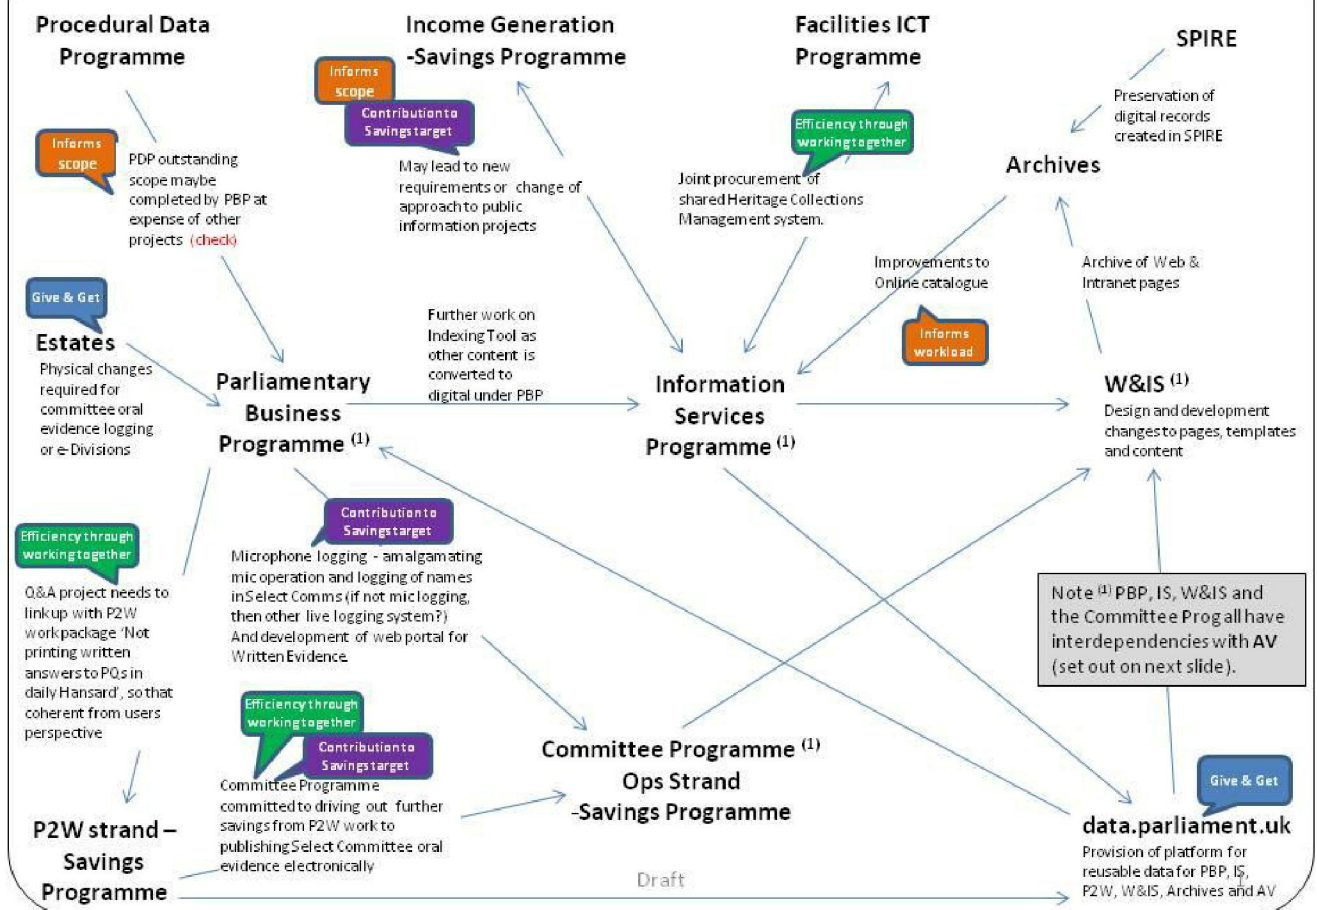 Procedural Data
Programme
Income Generation
-Savings Programme
Facilities ICT
Programme
SPIRE
Informs
scope
Contribution to
Savings target
Efficiency through
working together
Preservation of
digital records
created in SPIRE
Informs
scope
PDP outstanding
scope maybe
completed by PBP at
expense of other
projects (check)
May lead to new
requirements or change of
approach to public
information projects
Joint procurement of
shared Heritage Collections
Management system.
Archives
Improvements to
Online catalogue
Archive of Web &
Intranet pages
Give & Get
Estates
Physical changes
required for
committee oral
evidence logging
or e-Divisions
Further work on
Indexing Tool as
other content is
converted to
digital under PBP
Informs
workload
Parliamentary
Business
Programme (1)
Information
Services
Programme (1)
W&IS (1)
Design and development
changes to pages, templates
and content
Efficiency through
working together
Contribution to
Savings target
Q&A project needs to
link up with P2W
work package ‘Not
printing written
answers to PQs in
daily Hansard’, so that
coherent from users
perspective
Microphone logging - amalgamating
mic operation and logging of names
in Select Comms (if not mic logging,
then other live logging system?)
And development of web portal for
Written Evidence.
Note (1) PBP, IS, W&IS and
the Committee Prog all have
interdependencies with AV
(set out on next slide).
Efficiency through
working together
Contribution to
Savings target
Committee Programme
committed to driving out further
savings from P2W work to
publishing Select Committee oral
evidence electronically
Committee Programme (1)
Ops Strand
-Savings Programme
Give & Get
P2W strand –
Savings
Programme
data.parliament.uk
Provision of platform for
reusable data for PBP, IS,
P2W, W&IS, Archives and AV
Draft
1